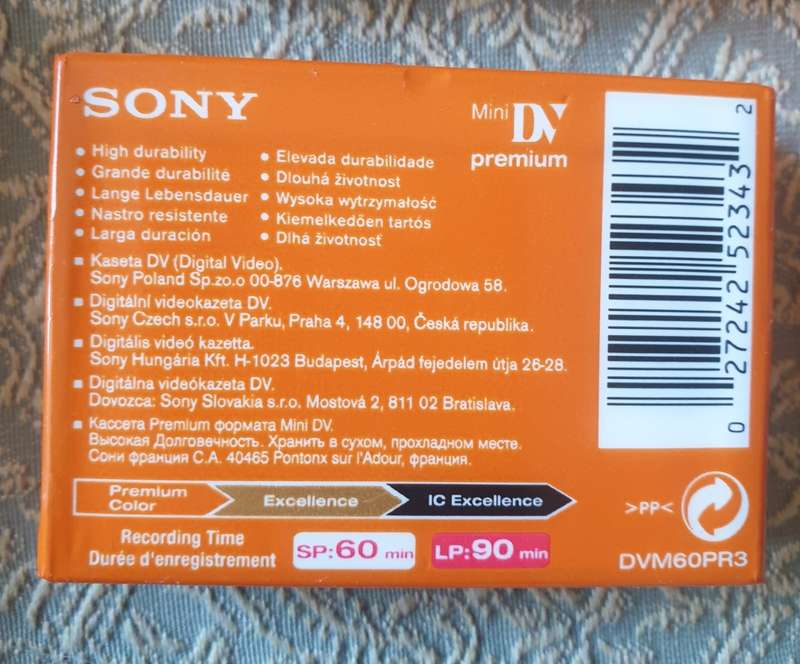 SONY
Mini DV
premium
• High durability
• Grande durabilité
• Lange Lebensdauer
• Nastro resistente
• Larga duración
• Elevada durabilidade
• Dlouhá životnost
• Wysoka wytrzymałość
• Kiemelkedően tartós
• Dlhá životnosť
■ Kaseta DV (Digital Video).
Sony Poland Sp.zo.o 00-876 Warszawa ul. Ogrodowa 58.
■ Digitální videokazeta DV.
Sony Czech s.r.o. V Parku, Praha 4, 148 00, Česká republika.
■ Digitális videó kazetta.
Sony Hungária Kft. H-1023 Budapest, Árpád fejedelem útja 26-28.
■ Digitálna videókazeta DV.
Dovozca: Sony Slovakia s.r.o. Mostová 2, 811 02 Bratislava.
■ Кассета Premium формата Mini DV.
Высокая Долговечность. Хранить в сухом, прохладном месте.
Сони франция С.А. 40465 Pontonx sur l'Adour, франция.
0 27242 52343 2
Premium Color
Excellence
IC Excellence
>PP<
Recording Time
Durée d'enregistrement
SP:60 min
LP:90 min
DVM60PR3